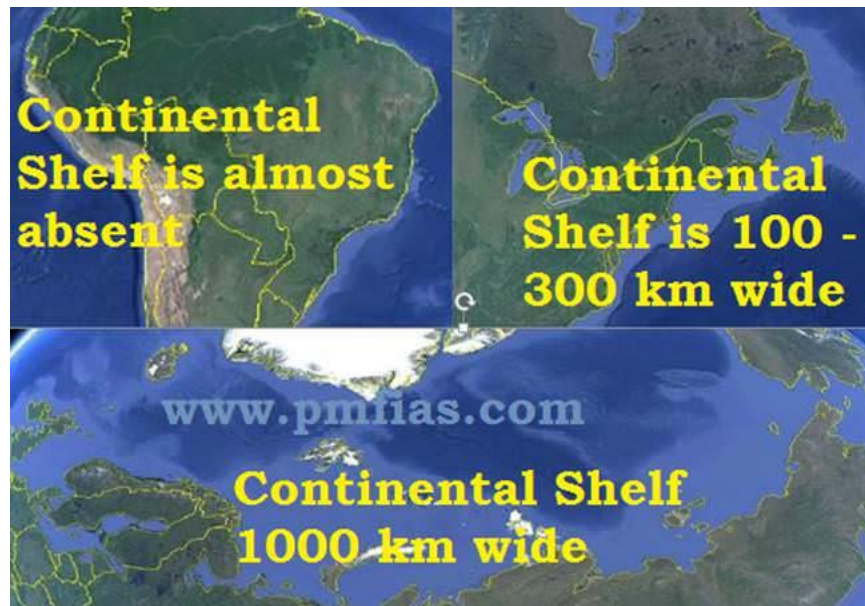 Continental
Shelf is almost
absent
Continental
Shelf is 100 -
300 km wide
www.pmfias.com
Continental Shelf
1000 km wide